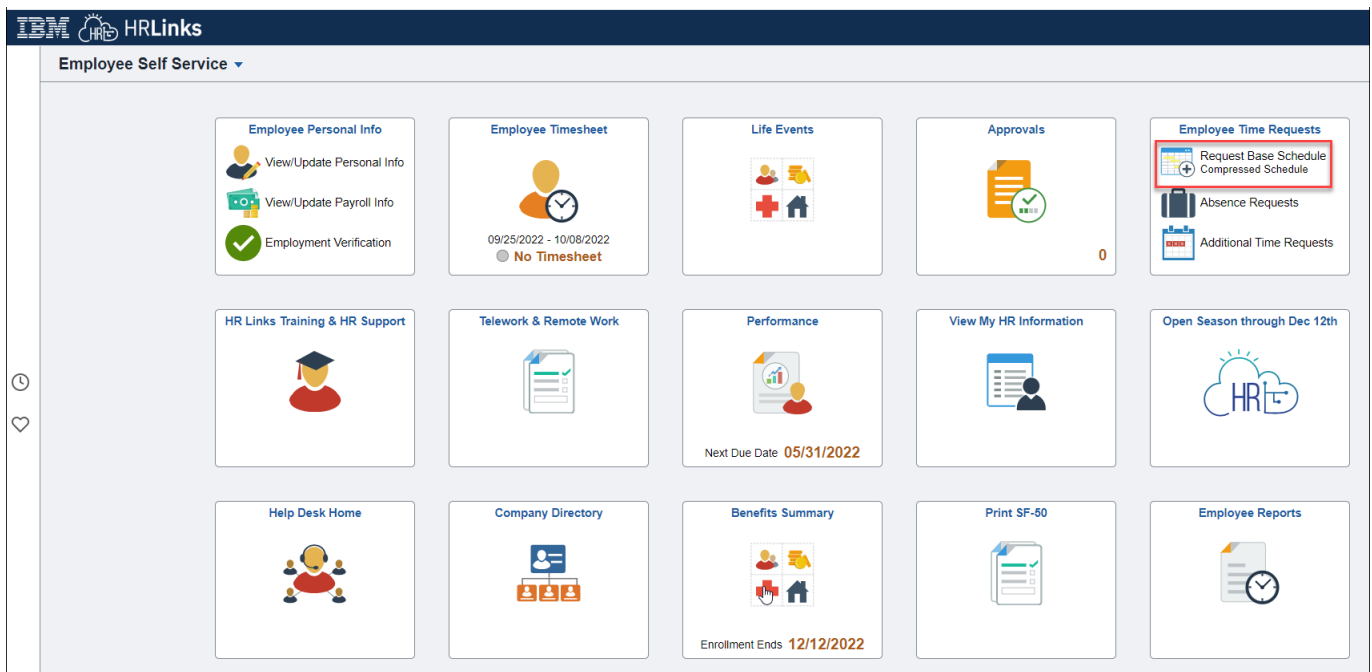 IBM HRLinks
Employee Self Service
Employee Personal Info
View/Update Personal Info
View/Update Payroll Info
Employment Verification
Employee Timesheet
09/25/2022 - 10/08/2022
No Timesheet
Life Events
Approvals
0
Employee Time Requests
Request Base Schedule
Compressed Schedule
Absence Requests
Additional Time Requests
HR Links Training & HR Support
Telework & Remote Work
Performance
Next Due Date 05/31/2022
View My HR Information
Open Season through Dec 12th
HR
Help Desk Home
Company Directory
Benefits Summary
Enrollment Ends 12/12/2022
Print SF-50
Employee Reports